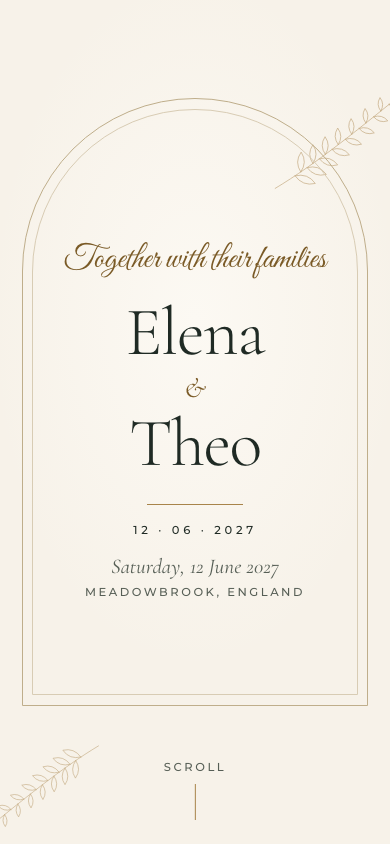 Together with their families
Elena
&
Theo
12 · 06 · 2027
Saturday, 12 June 2027
MEADOWBROOK, ENGLAND
SCROLL